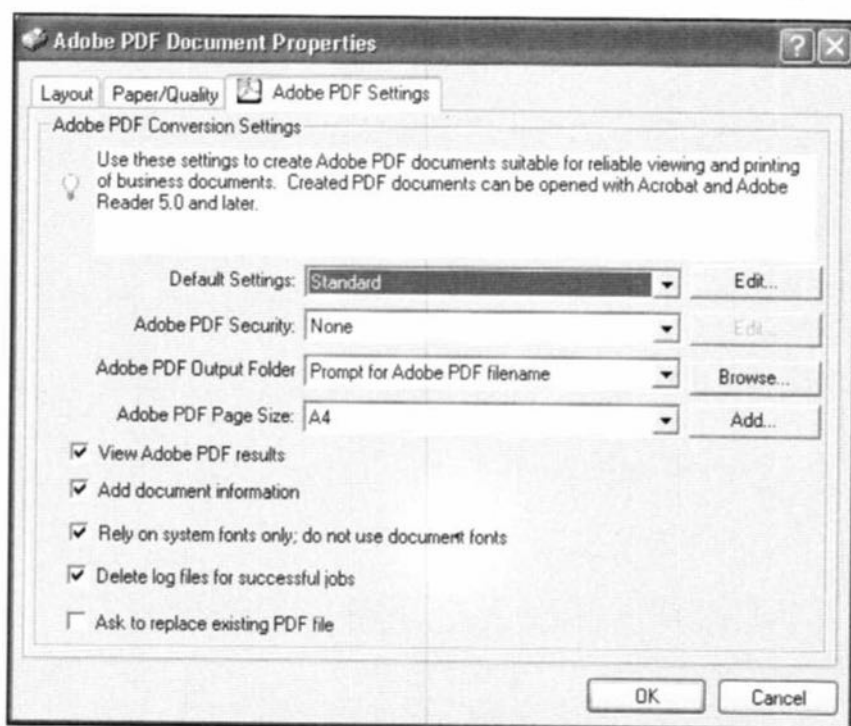 Adobe PDF Document Properties
Layout Paper/Quality Adobe PDF Settings
Adobe PDF Conversion Settings
Use these settings to create Adobe PDF documents suitable for reliable viewing and printing
of business documents. Created PDF documents can be opened with Acrobat and Adobe
Reader 5.0 and later.
Default Settings: Standard Edit...
Adobe PDF Security: None Edit...
Adobe PDF Output Folder Prompt for Adobe PDF filename Browse...
Adobe PDF Page Size: A4 Add...
View Adobe PDF results
Add document information
Rely on system fonts only; do not use document fonts
Delete log files for successful jobs
Ask to replace existing PDF file
OK Cancel